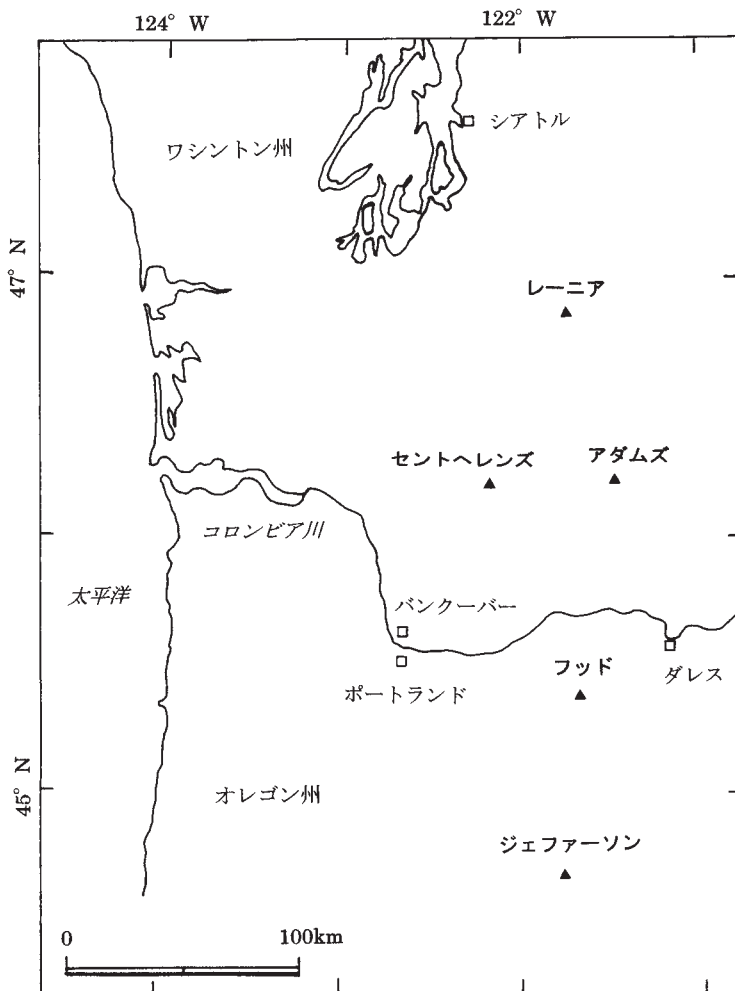 124° W
122° W
シアトル
ワシントン州
47° N
レーニア
セントヘレンズ
アダムズ
コロンビア川
太平洋
バンクーバー
ポートランド
フッド
ダレス
45° N
オレゴン州
ジェファーソン
0
100km